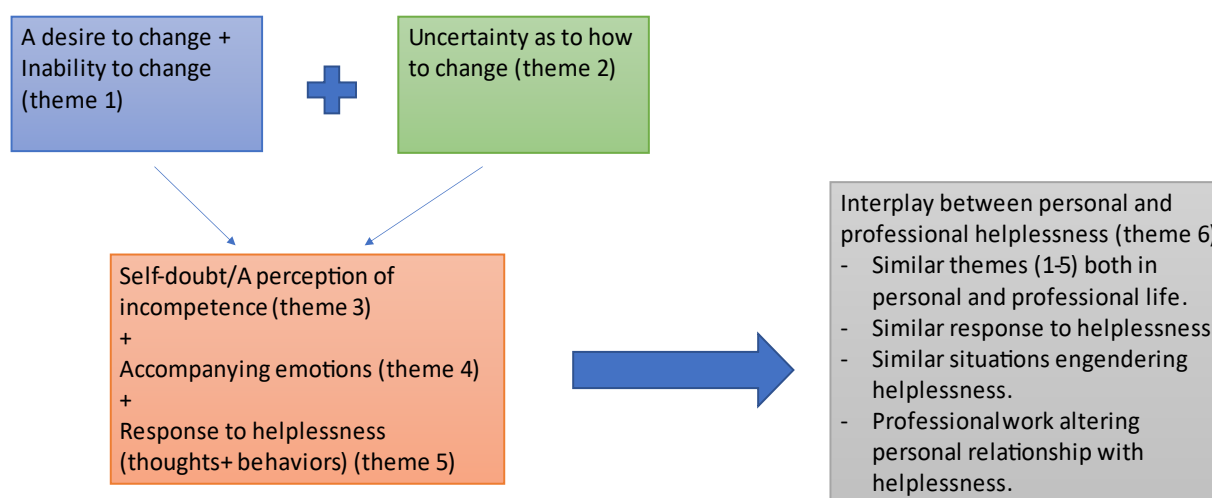 A desire to change +
Inability to change
(theme 1)
Uncertainty as to how
to change (theme 2)
Self-doubt/A perception of
incompetence (theme 3)
+
Accompanying emotions (theme 4)
+
Response to helplessness
(thoughts+ behaviors) (theme 5)
Interplay between personal and
professional helplessness (theme 6)
- Similar themes (1-5) both in
personal and professional life.
- Similar response to helplessness
- Similar situations engendering
helplessness.
- Professionalwork altering
personal relationship with
helplessness.